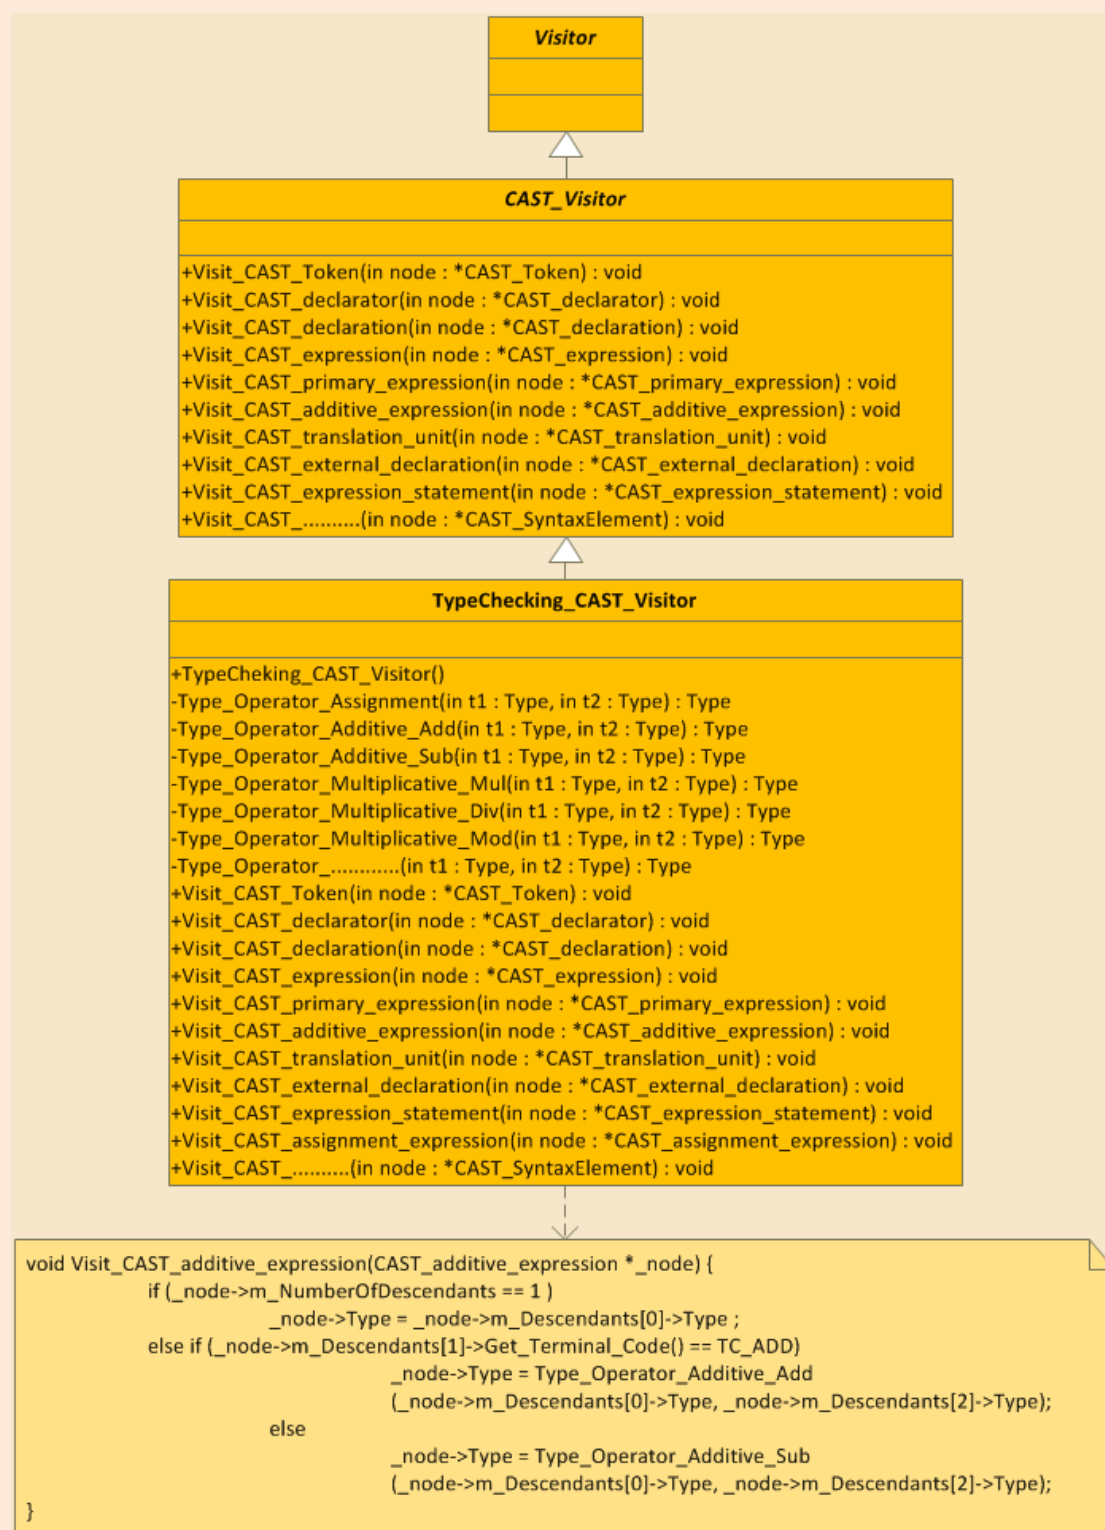 Visitor
CAST_Visitor
+Visit_CAST_Token(in node : *CAST_Token) : void
+Visit_CAST_declarator(in node : *CAST_declarator) : void
+Visit_CAST_declaration(in node : *CAST_declaration) : void
+Visit_CAST_expression(in node : *CAST_expression) : void
+Visit_CAST_primary_expression(in node : *CAST_primary_expression) : void
+Visit_CAST_additive_expression(in node : *CAST_additive_expression) : void
+Visit_CAST_translation_unit(in node : *CAST_translation_unit) : void
+Visit_CAST_external_declaration(in node : *CAST_external_declaration) : void
+Visit_CAST_expression_statement(in node : *CAST_expression_statement) : void
+Visit_CAST_..........(in node : *CAST_SyntaxElement) : void
TypeChecking_CAST_Visitor
+TypeCheking_CAST_Visitor()
-Type_Operator_Assignment(in t1 : Type, in t2 : Type) : Type
-Type_Operator_Additive_Add(in t1 : Type, in t2 : Type) : Type
-Type_Operator_Additive_Sub(in t1 : Type, in t2 : Type) : Type
-Type_Operator_Multiplicative_Mul(in t1 : Type, in t2 : Type) : Type
-Type_Operator_Multiplicative_Div(in t1 : Type, in t2 : Type) : Type
-Type_Operator_Multiplicative_Mod(in t1 : Type, in t2 : Type) : Type
-Type_Operator_............(in t1 : Type, in t2 : Type) : Type
+Visit_CAST_Token(in node : *CAST_Token) : void
+Visit_CAST_declarator(in node : *CAST_declarator) : void
+Visit_CAST_declaration(in node : *CAST_declaration) : void
+Visit_CAST_expression(in node : *CAST_expression) : void
+Visit_CAST_primary_expression(in node : *CAST_primary_expression) : void
+Visit_CAST_additive_expression(in node : *CAST_additive_expression) : void
+Visit_CAST_translation_unit(in node : *CAST_translation_unit) : void
+Visit_CAST_external_declaration(in node : *CAST_external_declaration) : void
+Visit_CAST_expression_statement(in node : *CAST_expression_statement) : void
+Visit_CAST_assignment_expression(in node : *CAST_assignment_expression) : void
+Visit_CAST_..........(in node : *CAST_SyntaxElement) : void
void Visit_CAST_additive_expression(CAST_additive_expression *_node) {
if (_node->m_NumberOfDescendants == 1 )
_node->Type = _node->m_Descendants[0]->Type ;
else if (_node->m_Descendants[1]->Get_Terminal_Code() == TC_ADD)
_node->Type = Type_Operator_Additive_Add
(_node->m_Descendants[0]->Type, _node->m_Descendants[2]->Type);
else
_node->Type = Type_Operator_Additive_Sub
(_node->m_Descendants[0]->Type, _node->m_Descendants[2]->Type);
}